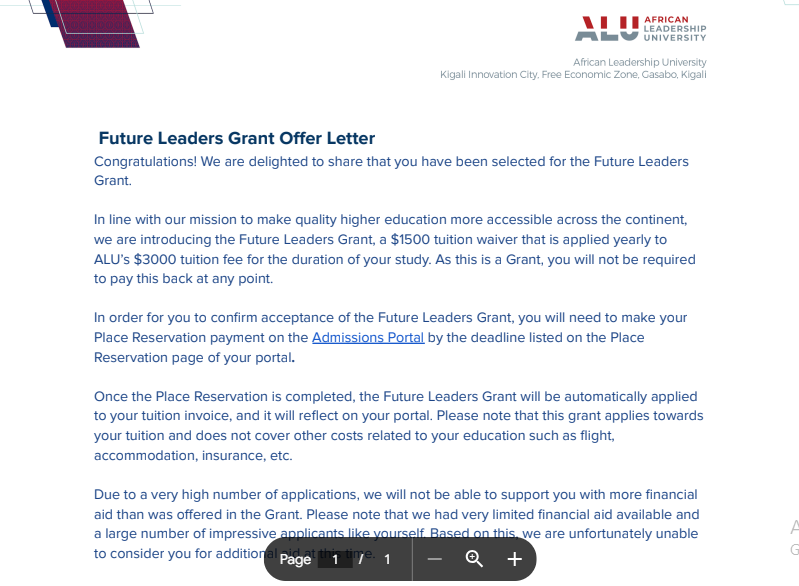 ALU AFRICAN
LEADERSHIP
UNIVERSITY
African Leadership University
Kigali Innovation City, Free Economic Zone, Gasabo, Kigali
Future Leaders Grant Offer Letter
Congratulations! We are delighted to share that you have been selected for the Future Leaders
Grant.
In line with our mission to make quality higher education more accessible across the continent,
we are introducing the Future Leaders Grant, a $1500 tuition waiver that is applied yearly to
ALU’s $3000 tuition fee for the duration of your study. As this is a Grant, you will not be required
to pay this back at any point.
In order for you to confirm acceptance of the Future Leaders Grant, you will need to make your
Place Reservation payment on the Admissions Portal by the deadline listed on the Place
Reservation page of your portal.
Once the Place Reservation is completed, the Future Leaders Grant will be automatically applied
to your tuition invoice, and it will reflect on your portal. Please note that this grant applies towards
your tuition and does not cover other costs related to your education such as flight,
accommodation, insurance, etc.
Due to a very high number of applications, we will not be able to support you with more financial
aid than was offered in the Grant. Please note that we had very limited financial aid available and
a large number of impressive applicants like yourself. Based on this, we are unfortunately unable
to consider you for additional aid at this time.
Page 1 / 1